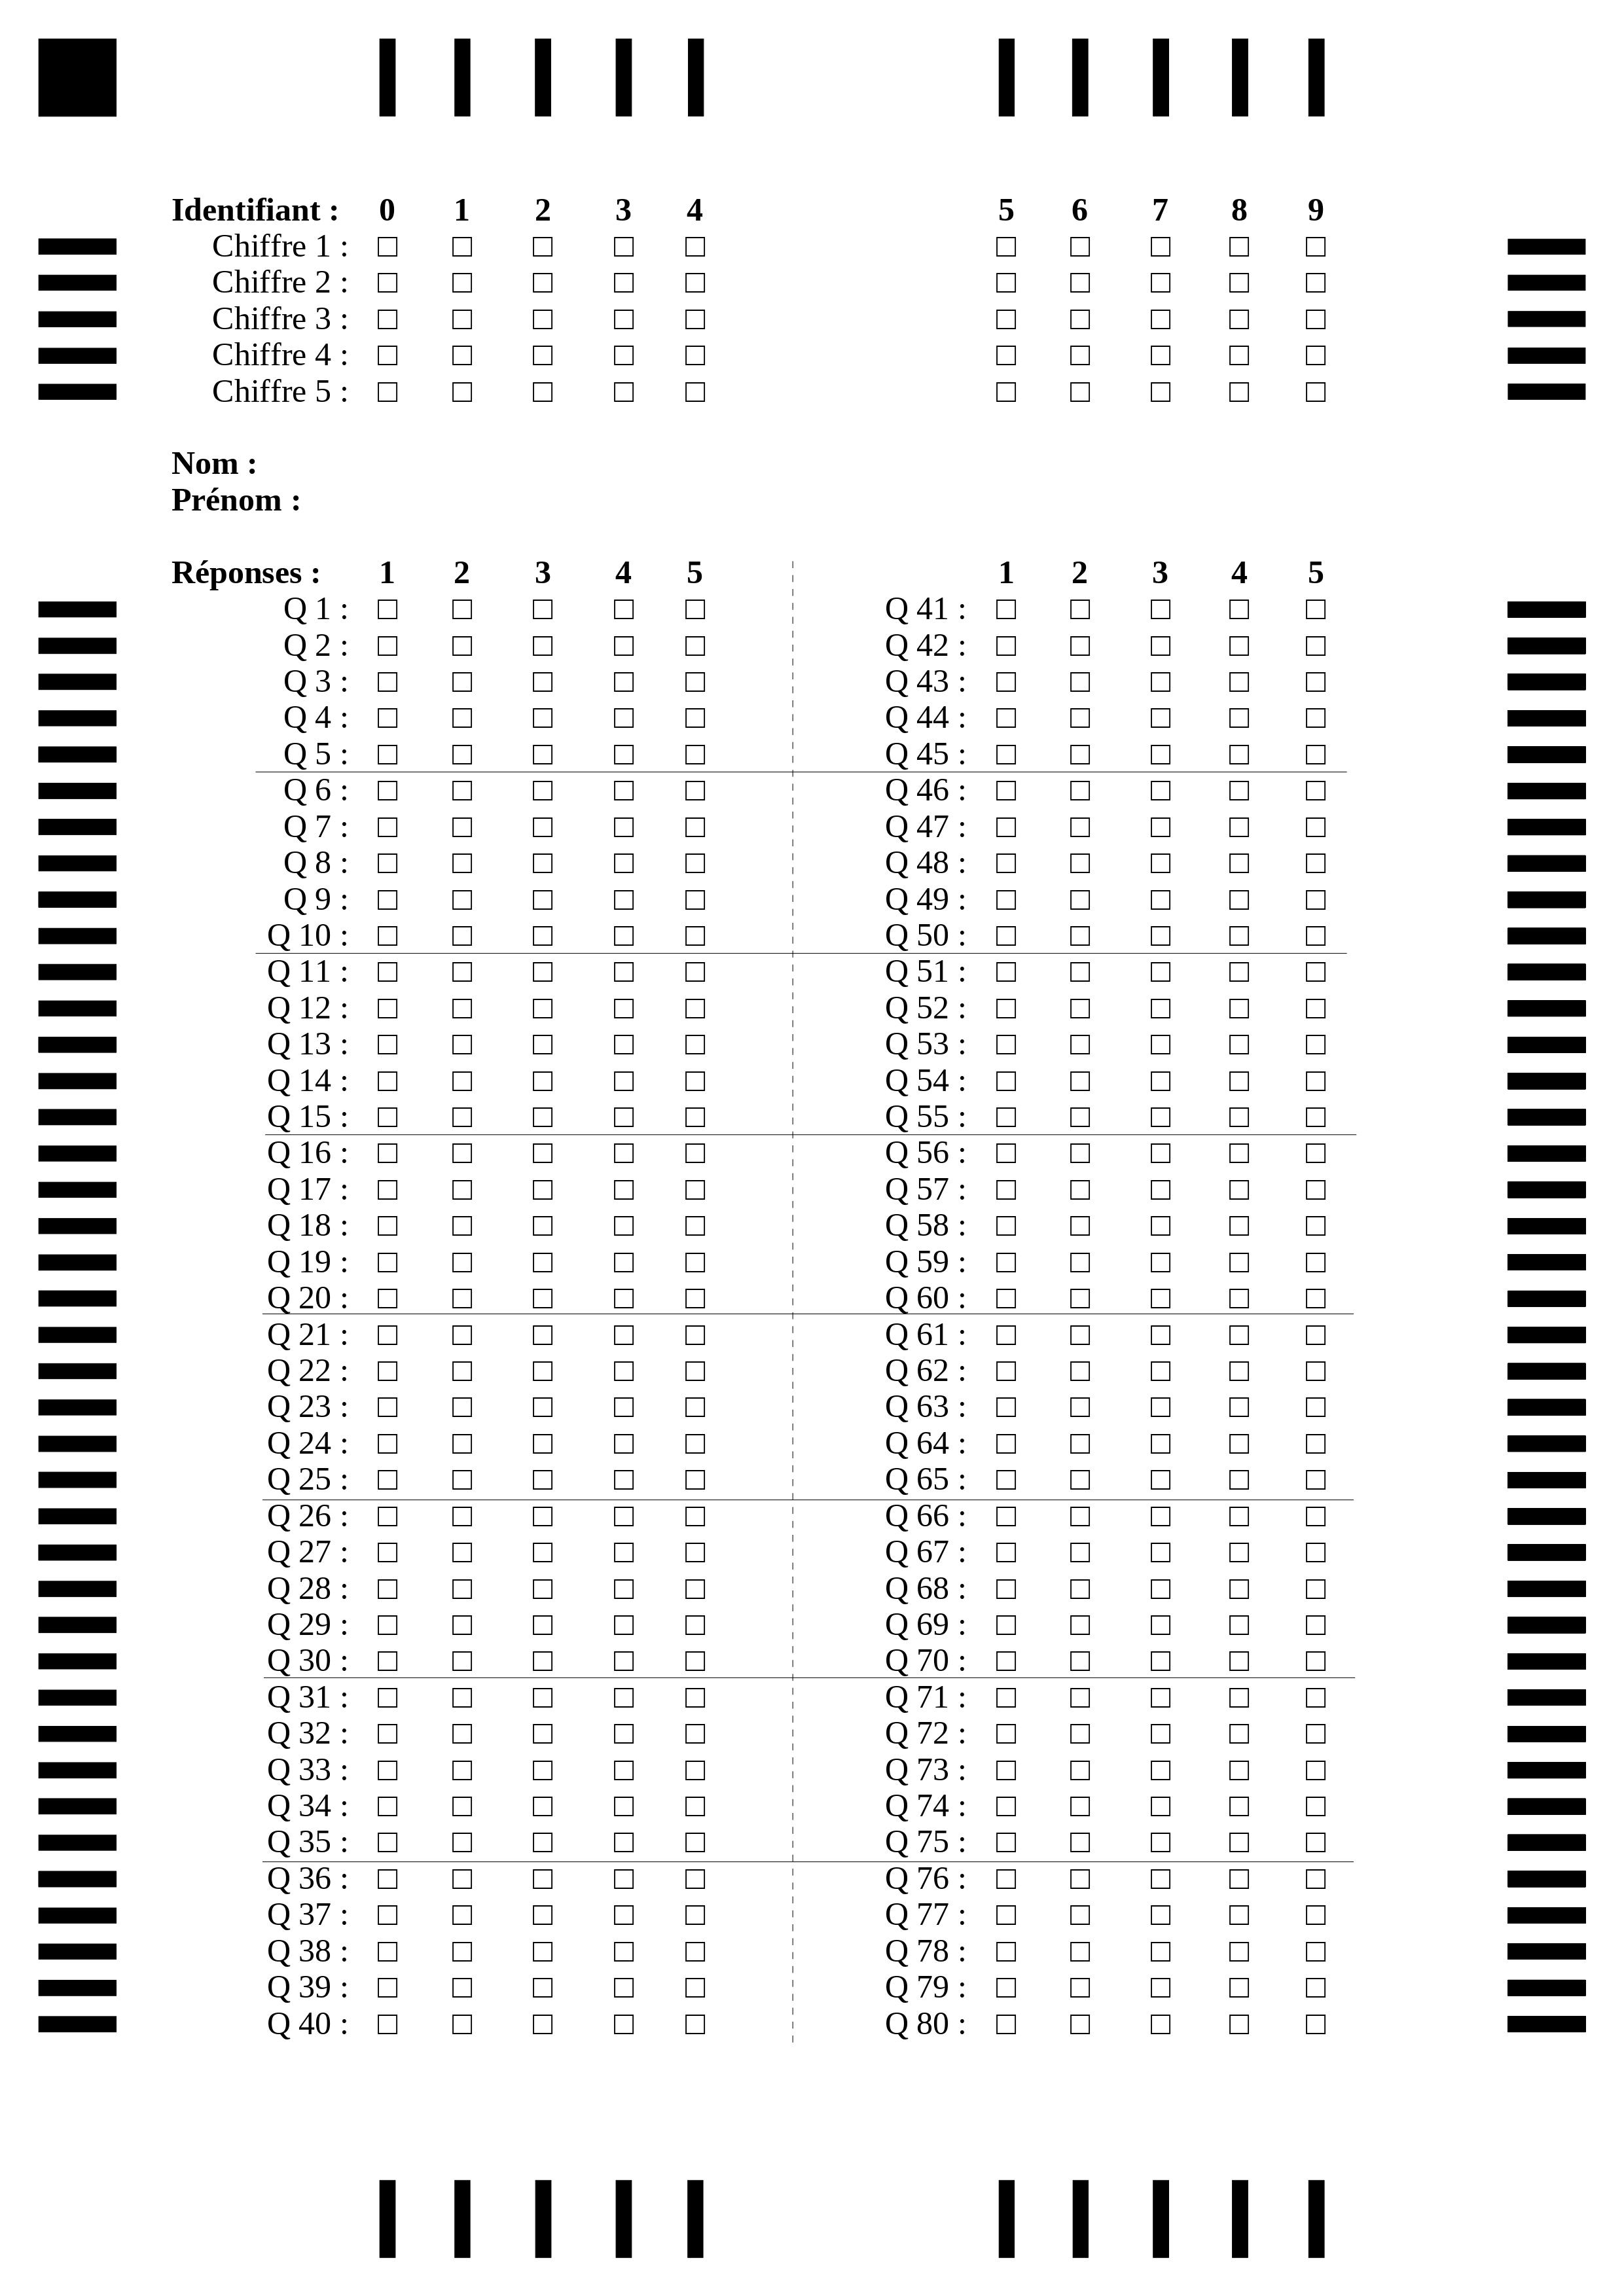 Identifiant : 0 1 2 3 4 5 6 7 8 9
Chiffre 1 :
Chiffre 2 :
Chiffre 3 :
Chiffre 4 :
Chiffre 5 :
Nom :
Prénom :
Réponses : 1 2 3 4 5 1 2 3 4 5
Q 1 : Q 41 :
Q 2 : Q 42 :
Q 3 : Q 43 :
Q 4 : Q 44 :
Q 5 : Q 45 :
Q 6 : Q 46 :
Q 7 : Q 47 :
Q 8 : Q 48 :
Q 9 : Q 49 :
Q 10 : Q 50 :
Q 11 : Q 51 :
Q 12 : Q 52 :
Q 13 : Q 53 :
Q 14 : Q 54 :
Q 15 : Q 55 :
Q 16 : Q 56 :
Q 17 : Q 57 :
Q 18 : Q 58 :
Q 19 : Q 59 :
Q 20 : Q 60 :
Q 21 : Q 61 :
Q 22 : Q 62 :
Q 23 : Q 63 :
Q 24 : Q 64 :
Q 25 : Q 65 :
Q 26 : Q 66 :
Q 27 : Q 67 :
Q 28 : Q 68 :
Q 29 : Q 69 :
Q 30 : Q 70 :
Q 31 : Q 71 :
Q 32 : Q 72 :
Q 33 : Q 73 :
Q 34 : Q 74 :
Q 35 : Q 75 :
Q 36 : Q 76 :
Q 37 : Q 77 :
Q 38 : Q 78 :
Q 39 : Q 79 :
Q 40 : Q 80 :